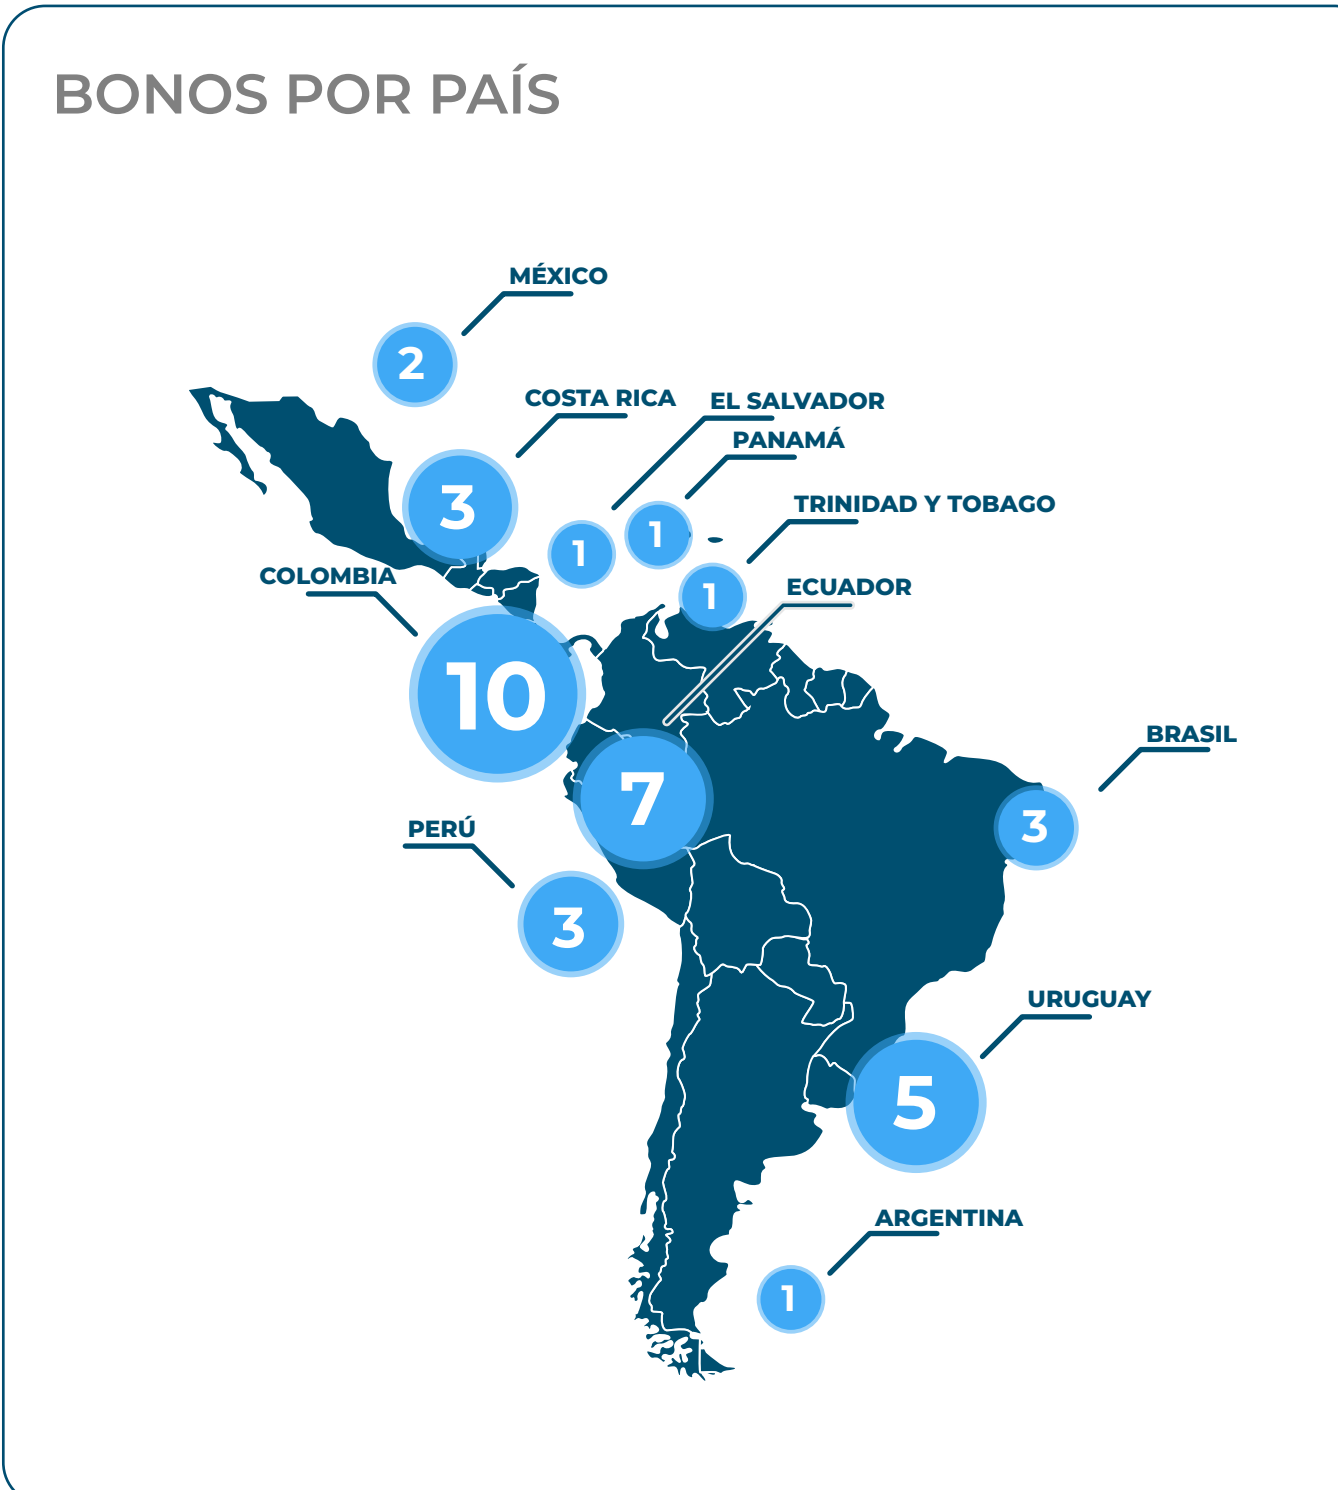 BONOS POR PAÍS
MÉXICO
2
COSTA RICA
3
EL SALVADOR
1
PANAMÁ
1
TRINIDAD Y TOBAGO
1
COLOMBIA
10
ECUADOR
7
BRASIL
3
PERÚ
3
URUGUAY
5
ARGENTINA
1